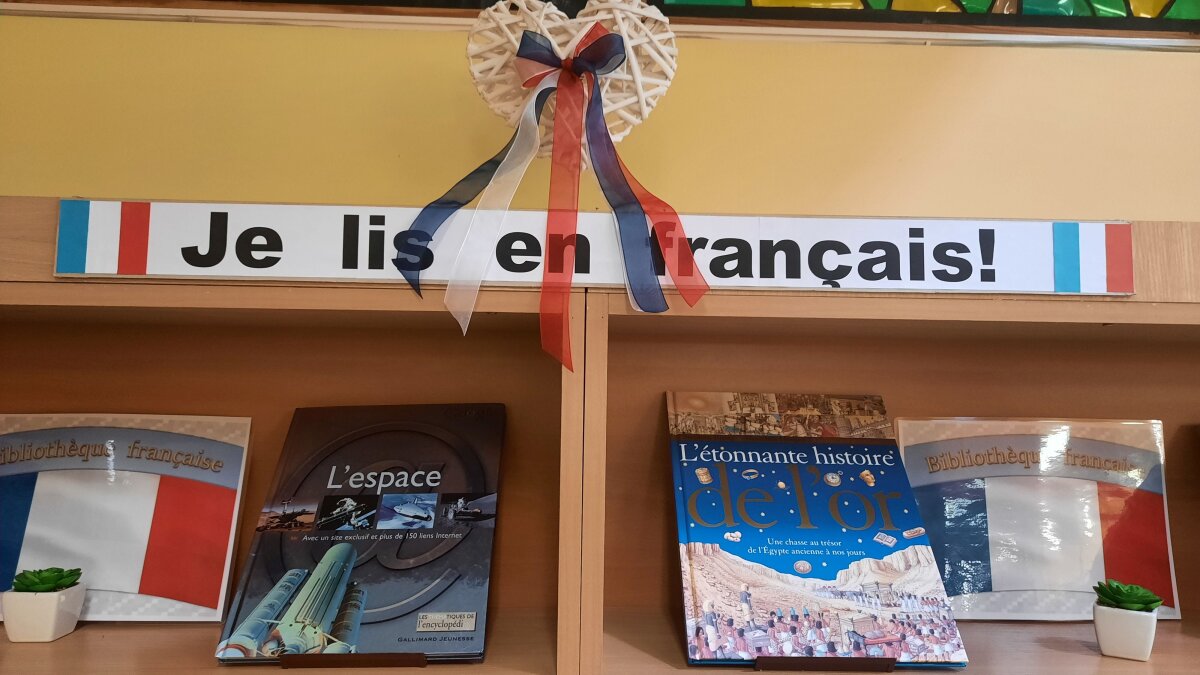 Je lis en français!
Bibliothèque française
L'espace
Avec un site exclusif et plus de 150 liens Internet
l'encyclopédi
GALLIMARD JEUNESSE
L'étonnante histoire
de l'or
Une chasse au trésor
de l'Égypte ancienne à nos jours
Bibliothèque française